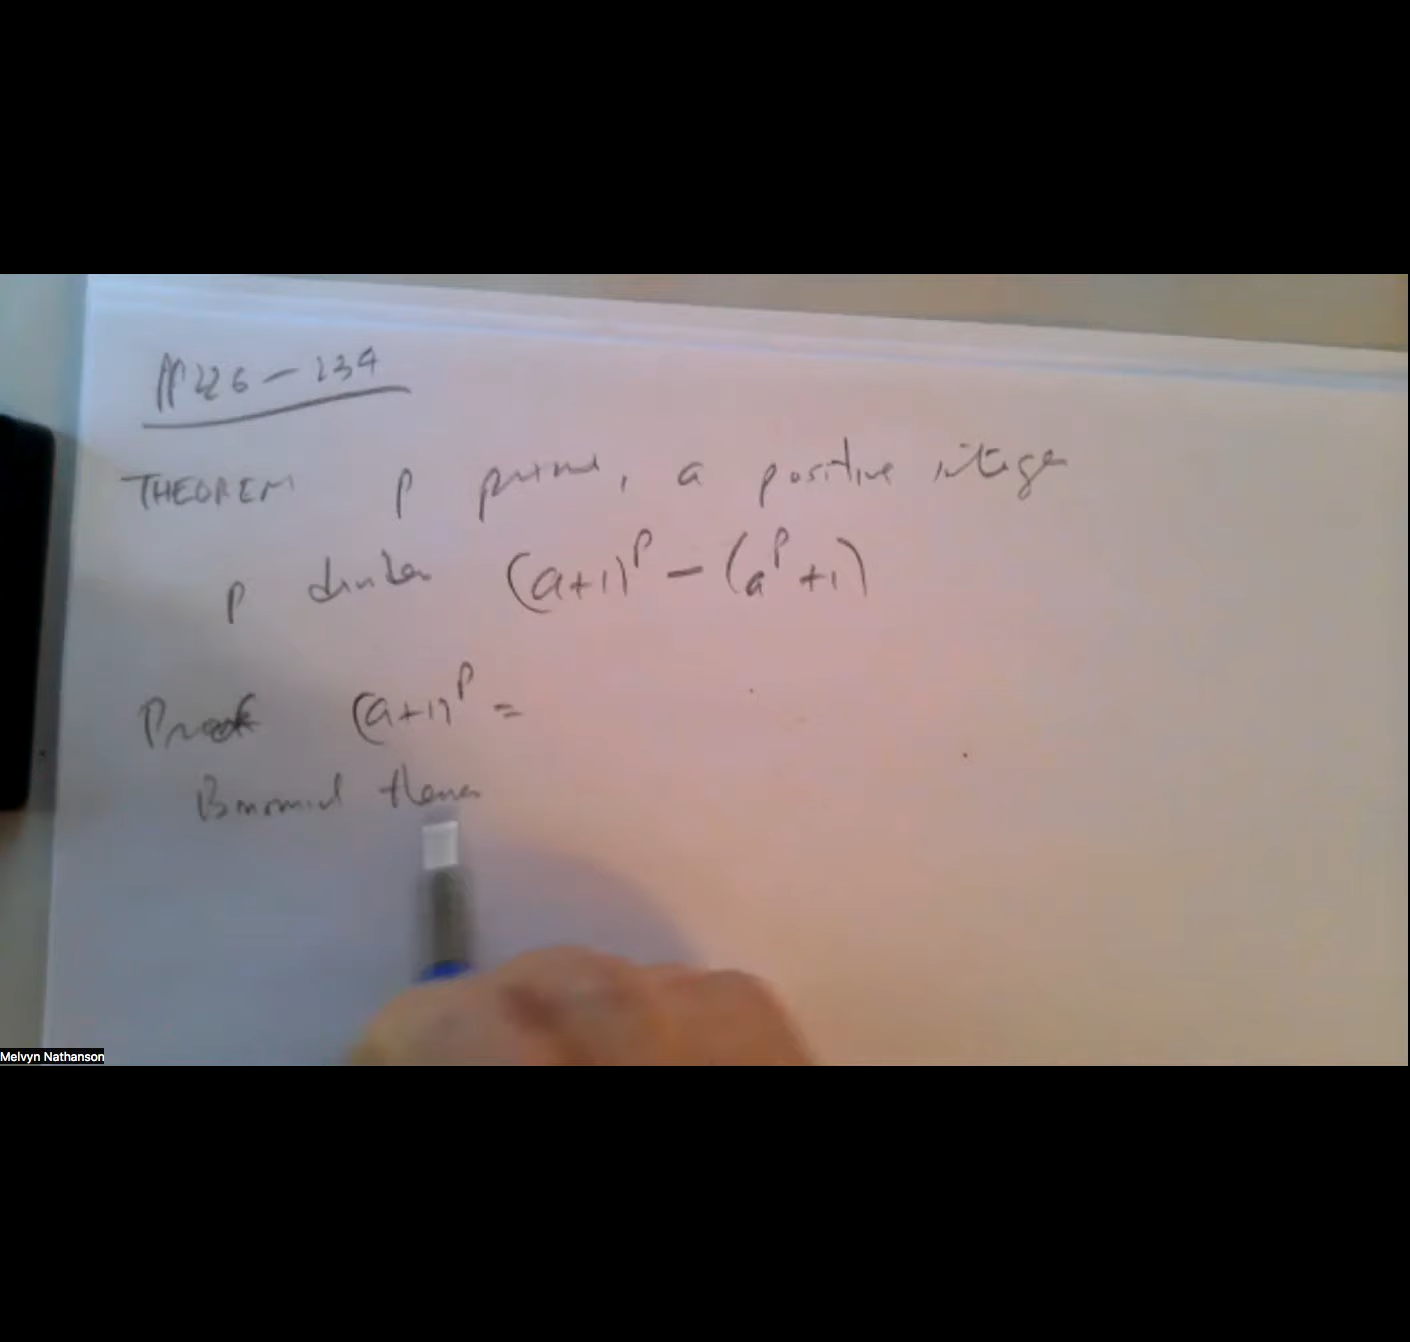 PP 226 - 234
THEOREM p prime, a positive integer
p divides (a+1)^p - (a^p + 1)
Proof (a+1)^p =
Binomial theorem
Melvyn Nathanson